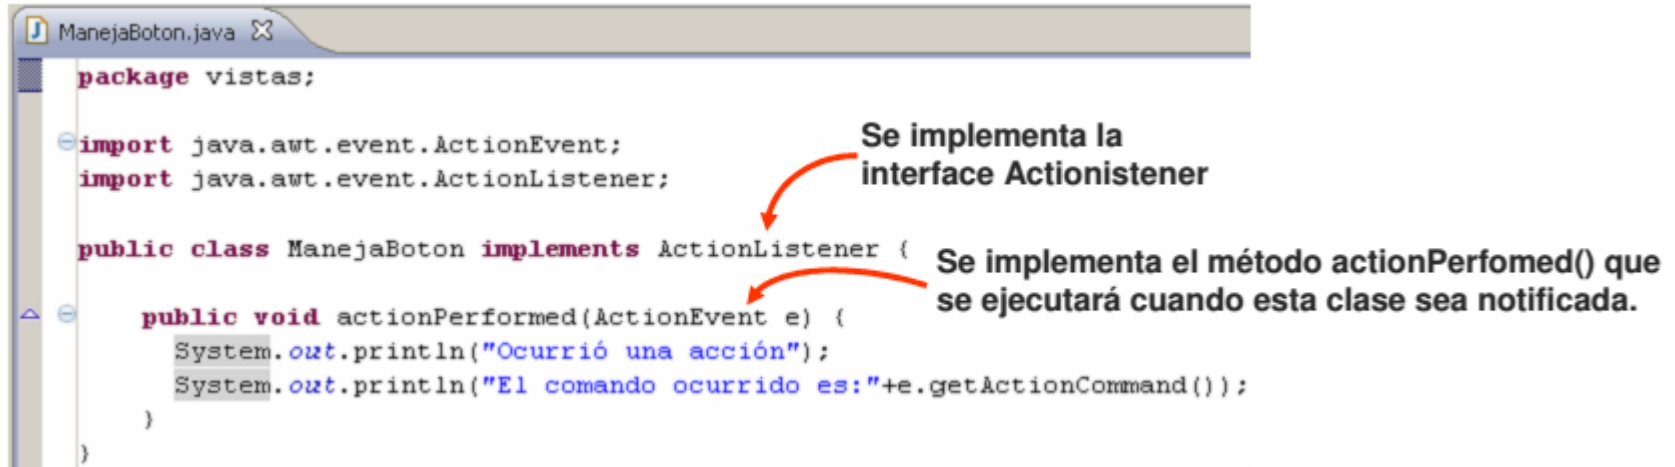 ManejaBoton.java
package vistas;
import java.awt.event.ActionEvent;
import java.awt.event.ActionListener;
Se implementa la
interface Actionistener
public class ManejaBoton implements ActionListener {
Se implementa el método actionPerfomed() que
se ejecutará cuando esta clase sea notificada.
public void actionPerformed(ActionEvent e) {
System.out.println("Ocurrió una acción");
System.out.println("El comando ocurrido es:"+e.getActionCommand());
}
}